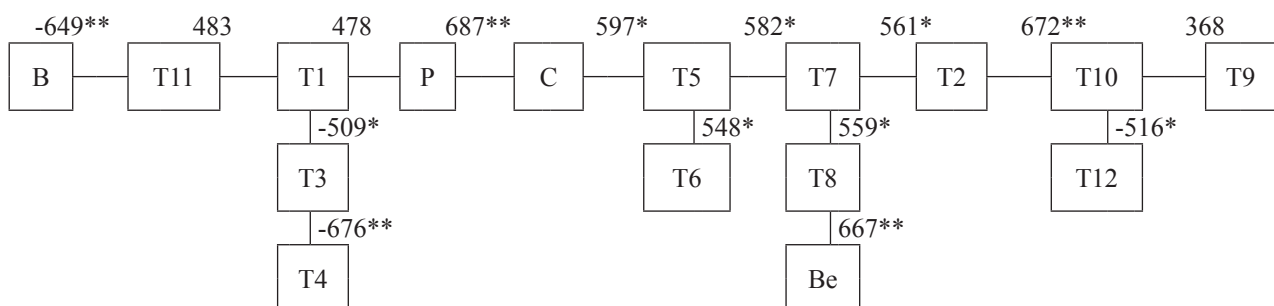 -649** 483 478 687** 597* 582* 561* 672** 368
B T11 T1 P C T5 T7 T2 T10 T9
-509* 548* 559* -516*
T3 T6 T8 T12
-676** 667**
T4 Be